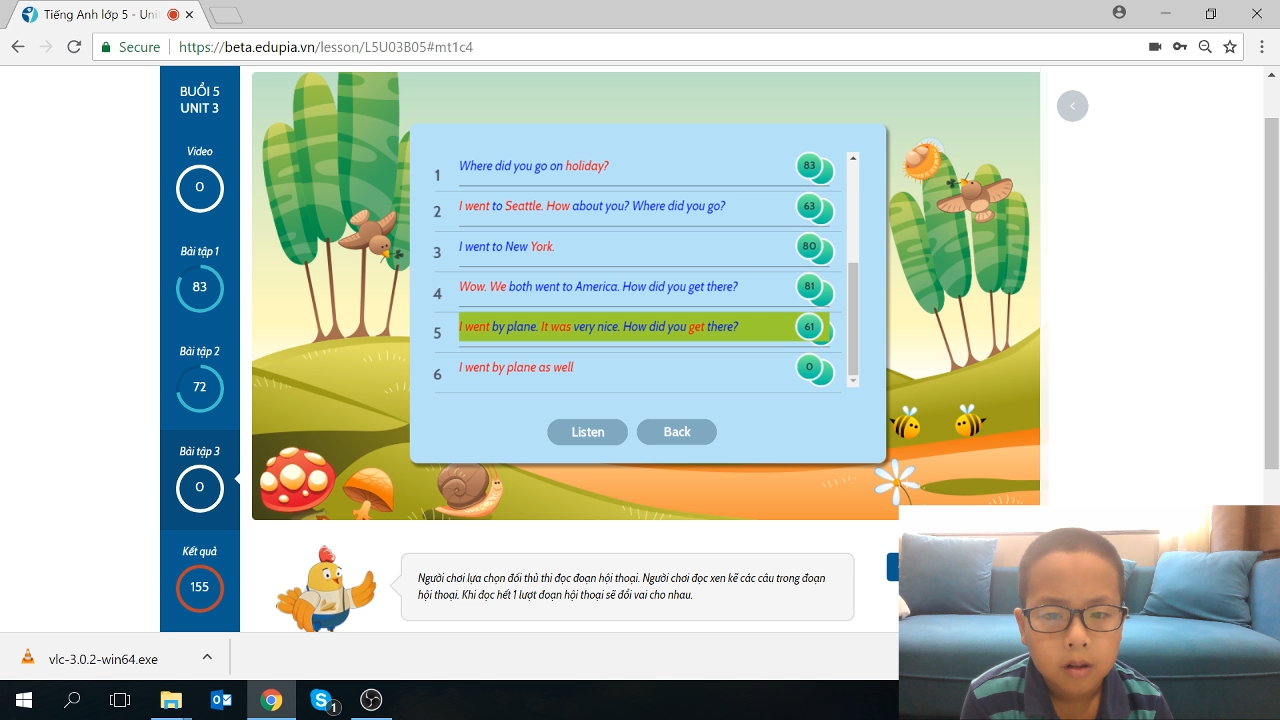 Tiếng Anh lớp 5 - Uni
Secure
https://beta.edupia.vn/lesson/L5U03B05#mt1c4
BUỔI 5
UNIT 3
Video
0
Bài tập 1
83
Bài tập 2
72
Bài tập 3
0
Kết quả
155
1 Where did you go on holiday? 83
2 I went to Seattle. How about you? Where did you go? 63
3 I went to New York. 80
4 Wow. We both went to America. How did you get there? 81
5 I went by plane. It was very nice. How did you get there? 61
6 I went by plane as well 0
Listen Back
Người chơi lựa chọn đối thủ thi đọc đoạn hội thoại. Người chơi đọc xen kẽ các câu trong đoạn
hội thoại. Khi đọc hết 1 lượt đoạn hội thoại sẽ đổi vai cho nhau.
vlc-3.0.2-win64.exe
1